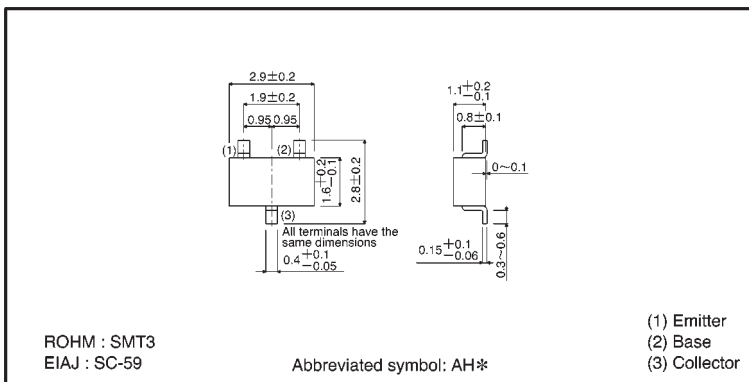 2.9±0.2
1.9±0.2
0.95 0.95
(1) (2)
1.6 +0.2 −0.1
2.8±0.2
(3)
All terminals have the
same dimensions
0.4 +0.1 −0.05
1.1 +0.2 −0.1
0.8±0.1
0～0.1
0.15 +0.1 −0.06
0.3～0.6
ROHM : SMT3
EIAJ : SC-59
Abbreviated symbol: AH*
(1) Emitter
(2) Base
(3) Collector